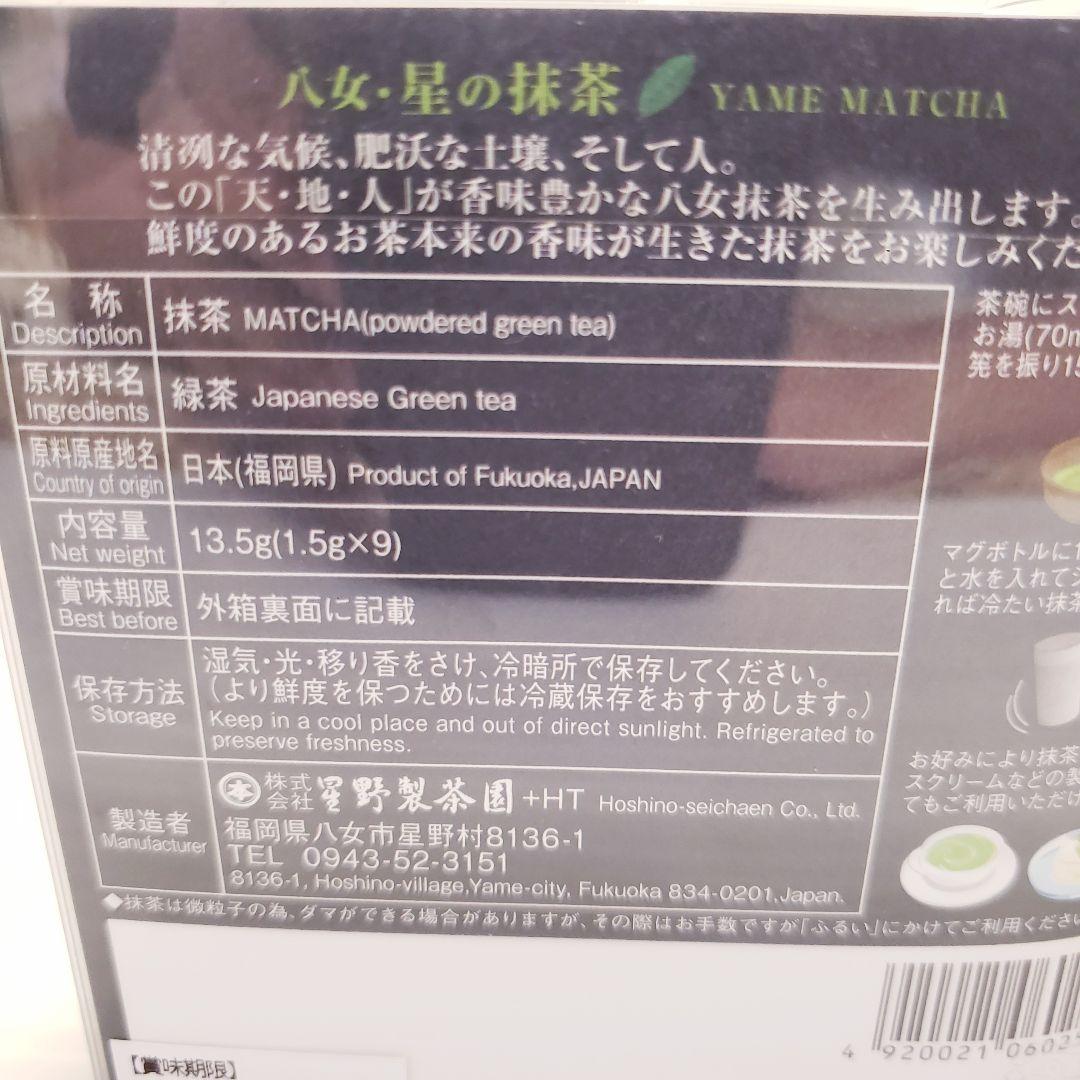 八女・星の抹茶 YAME MATCHA
清冽な気候、肥沃な土壌、そして人。
この「天・地・人」が香味豊かな八女抹茶を生み出します。
鮮度のあるお茶本来の香味が生きた抹茶をお楽しみくだ
名 称 抹茶 MATCHA(powdered green tea)
Description
原材料名 緑茶 Japanese Green tea
Ingredients
原料原産地名 日本(福岡県) Product of Fukuoka,JAPAN
Country of origin
内容量 13.5g(1.5g×9)
Net weight
賞味期限 外箱裏面に記載
Best before
保存方法
Storage
湿気・光・移り香をさけ、冷暗所で保存してください。
(より鮮度を保つためには冷蔵保存をおすすめします。)
Keep in a cool place and out of direct sunlight. Refrigerated to
preserve freshness.
製造者
Manufacturer
本 株式会社 星野製茶園 +HT Hoshino-seichaen Co., Ltd.
福岡県八女市星野村8136-1
TEL 0943-52-3151
8136-1, Hoshino-village,Yame-city, Fukuoka 834-0201,Japan.
◆抹茶は微粒子の為、ダマができる場合がありますが、その際はお手数ですが「ふるい」にかけてご利用ください
茶碗にス
お湯(70m
筅を振り15
マグボトルに1
と水を入れてシ
れば冷たい抹茶
お好みにより抹茶
スクリームなどの製
てもご利用いただけ
4 920021 06025
【賞味期限】